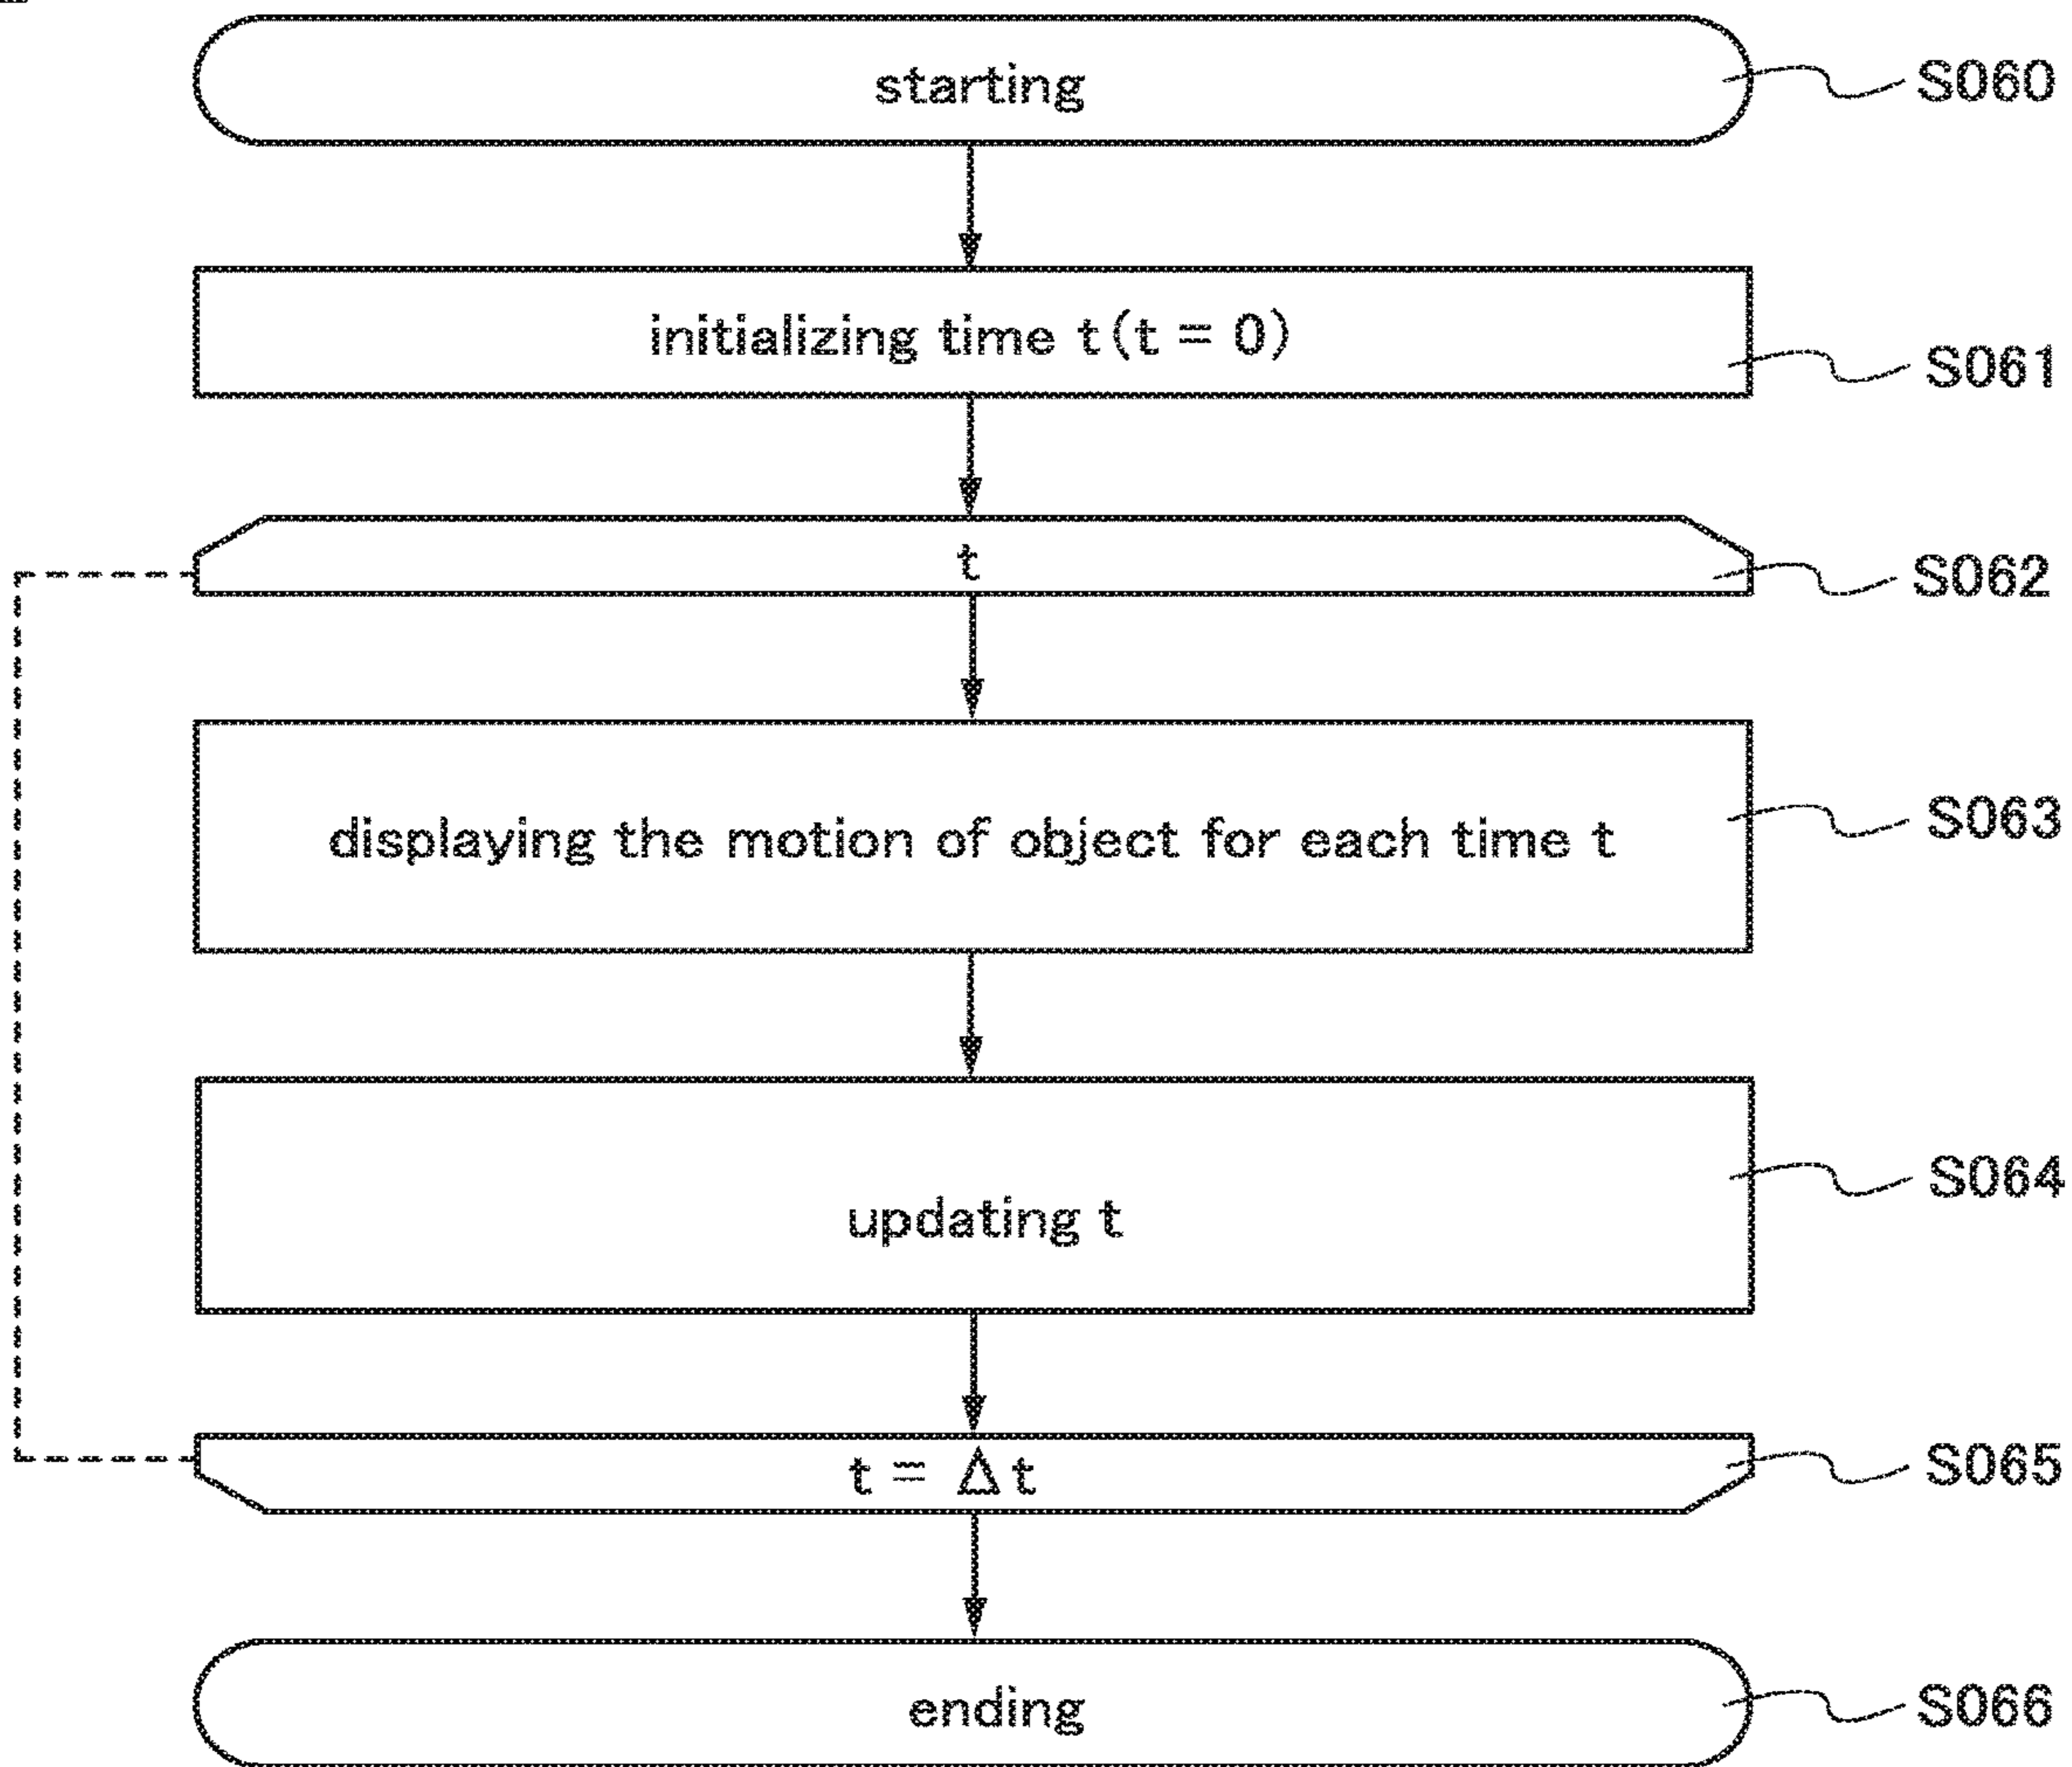 starting
S060
initializing time t(t = 0)
S061
t
S062
displaying the motion of object for each time t
S063
updating t
S064
t = Δt
S065
ending
S066